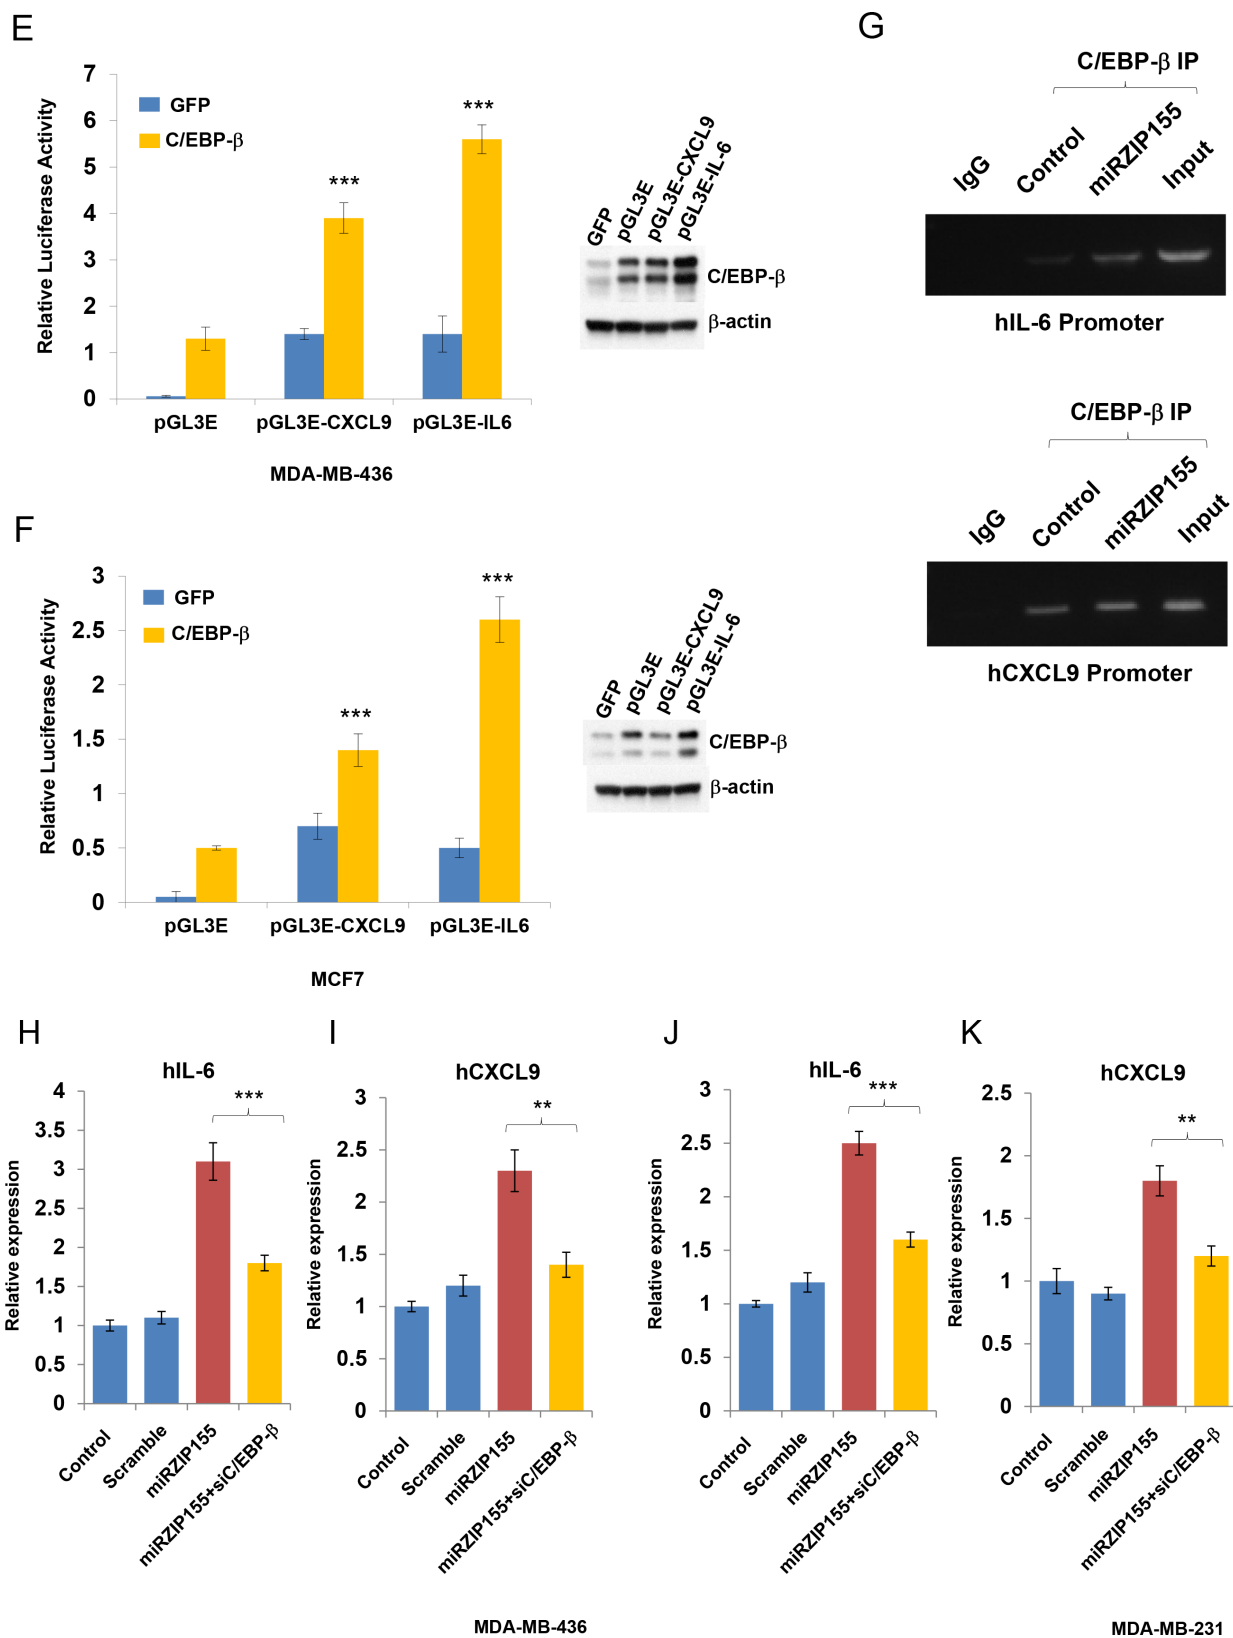 E
7
6
5
4
3
2
1
0
Relative Luciferase Activity
GFP
C/EBP-β
***
***
pGL3E
pGL3E-CXCL9
pGL3E-IL6
MDA-MB-436
GFP
pGL3E
pGL3E-CXCL9
pGL3E-IL-6
C/EBP-β
β-actin
G
C/EBP-β IP
IgG
Control
miRZIP155
Input
hIL-6 Promoter
C/EBP-β IP
IgG
Control
miRZIP155
Input
hCXCL9 Promoter
F
3
2.5
2
1.5
1
0.5
0
Relative Luciferase Activity
GFP
C/EBP-β
***
***
pGL3E
pGL3E-CXCL9
pGL3E-IL6
MCF7
GFP
pGL3E
pGL3E-CXCL9
pGL3E-IL-6
C/EBP-β
β-actin
H
hIL-6
4
3.5
3
2.5
2
1.5
1
0.5
0
Relative expression
***
Control
Scramble
miRZIP155
miRZIP155+siC/EBP-β
I
hCXCL9
3
2.5
2
1.5
1
0.5
0
Relative expression
**
Control
Scramble
miRZIP155
miRZIP155+siC/EBP-β
MDA-MB-436
J
hIL-6
3
2.5
2
1.5
1
0.5
0
Relative expression
***
Control
Scramble
miRZIP155
miRZIP155+siC/EBP-β
K
hCXCL9
2.5
2
1.5
1
0.5
0
Relative expression
**
Control
Scramble
miRZIP155
miRZIP155+siC/EBP-β
MDA-MB-231